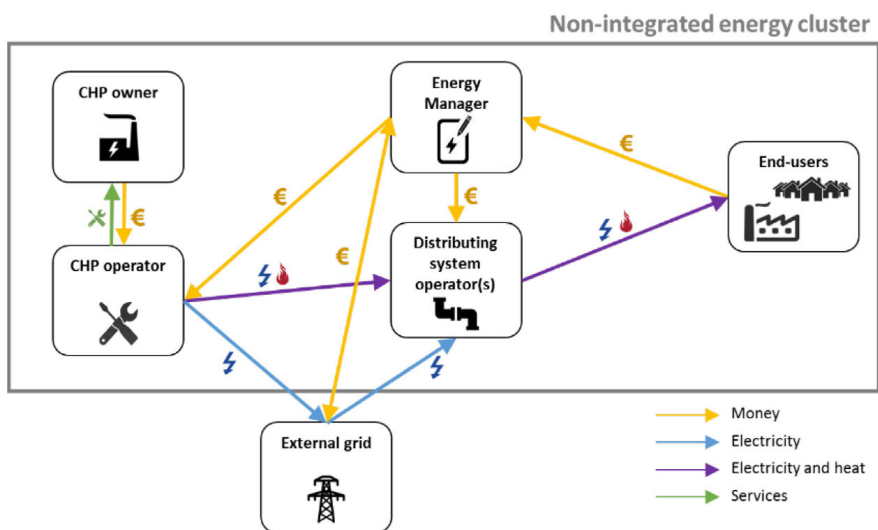 Non-integrated energy cluster
CHP owner
Energy
Manager
End-users
€
€
€
€
€
CHP operator
Distributing
system
operator(s)
External grid
Money
Electricity
Electricity and heat
Services